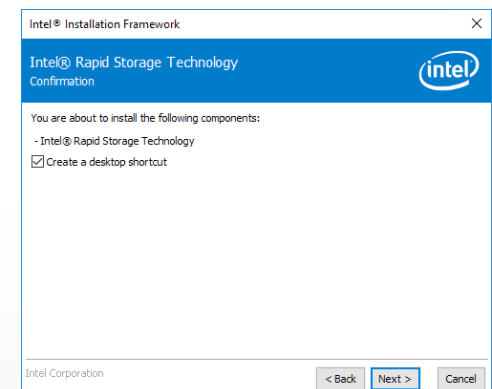 Intel® Installation Framework
Intel® Rapid Storage Technology
Confirmation
intel
You are about to install the following components:
- Intel® Rapid Storage Technology
Create a desktop shortcut
Intel Corporation
< Back Next > Cancel